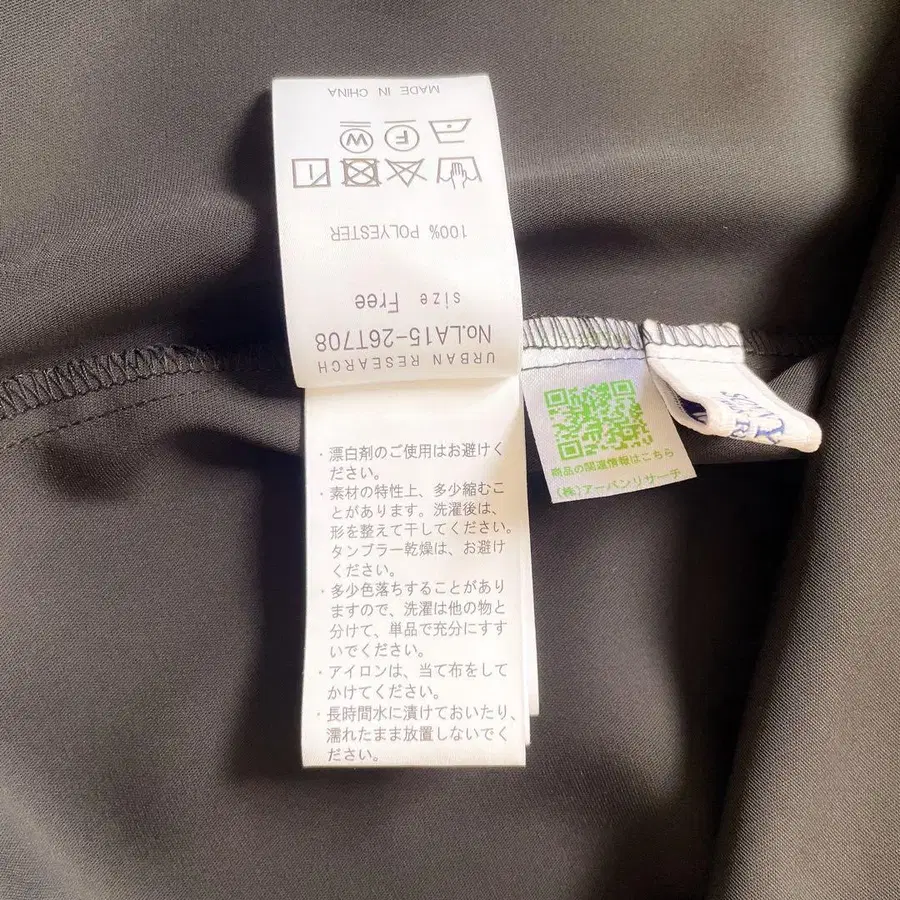 URBAN RESEARCH
No.LA15-26T708
size Free
100% POLYESTER
F W
MADE IN CHINA
・漂白剤のご使用はお避けく
ださい。
・素材の特性上、多少縮むこ
とがあります。洗濯後は、
形を整えて干してください。
タンブラー乾燥は、お避け
ください。
・多少色落ちすることがあり
ますので、洗濯は他の物と
分けて、単品で充分にすす
いでください。
・アイロンは、当て布をして
かけてください。
・長時間水に漬けておいたり、
濡れたまま放置しないでく
ださい。
商品の関連情報はこちら
(株)アーバンリサーチ